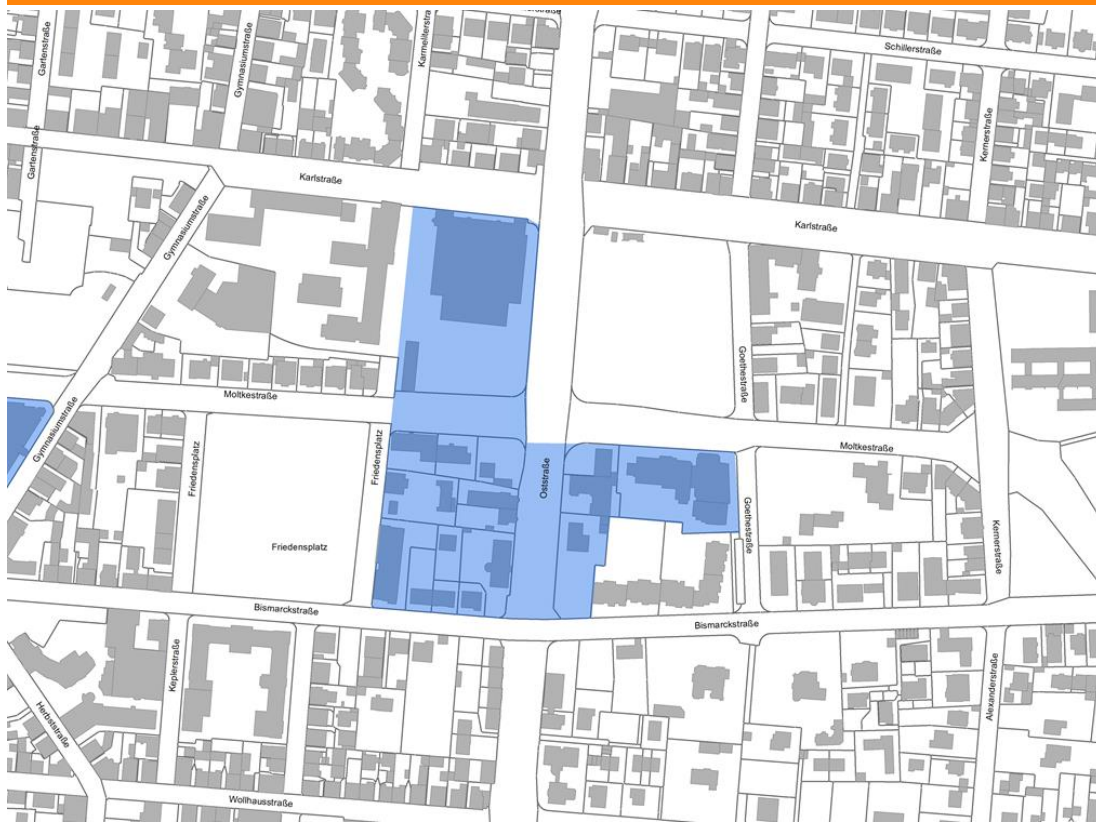 Schillerstraße
Gartenstraße
Gymnasiumstraße
Karmeliterstraße
Kernerstraße
Gartenstraße
Karlstraße
Gymnasiumstraße
Karlstraße
Goethestraße
Moltkestraße
Gymnasiumstraße
Friedensplatz
Friedensplatz
Oststraße
Moltkestraße
Goethestraße
Kernerstraße
Friedensplatz
Bismarckstraße
Bismarckstraße
Keplerstraße
Alexanderstraße
Herbststraße
Wollhausstraße